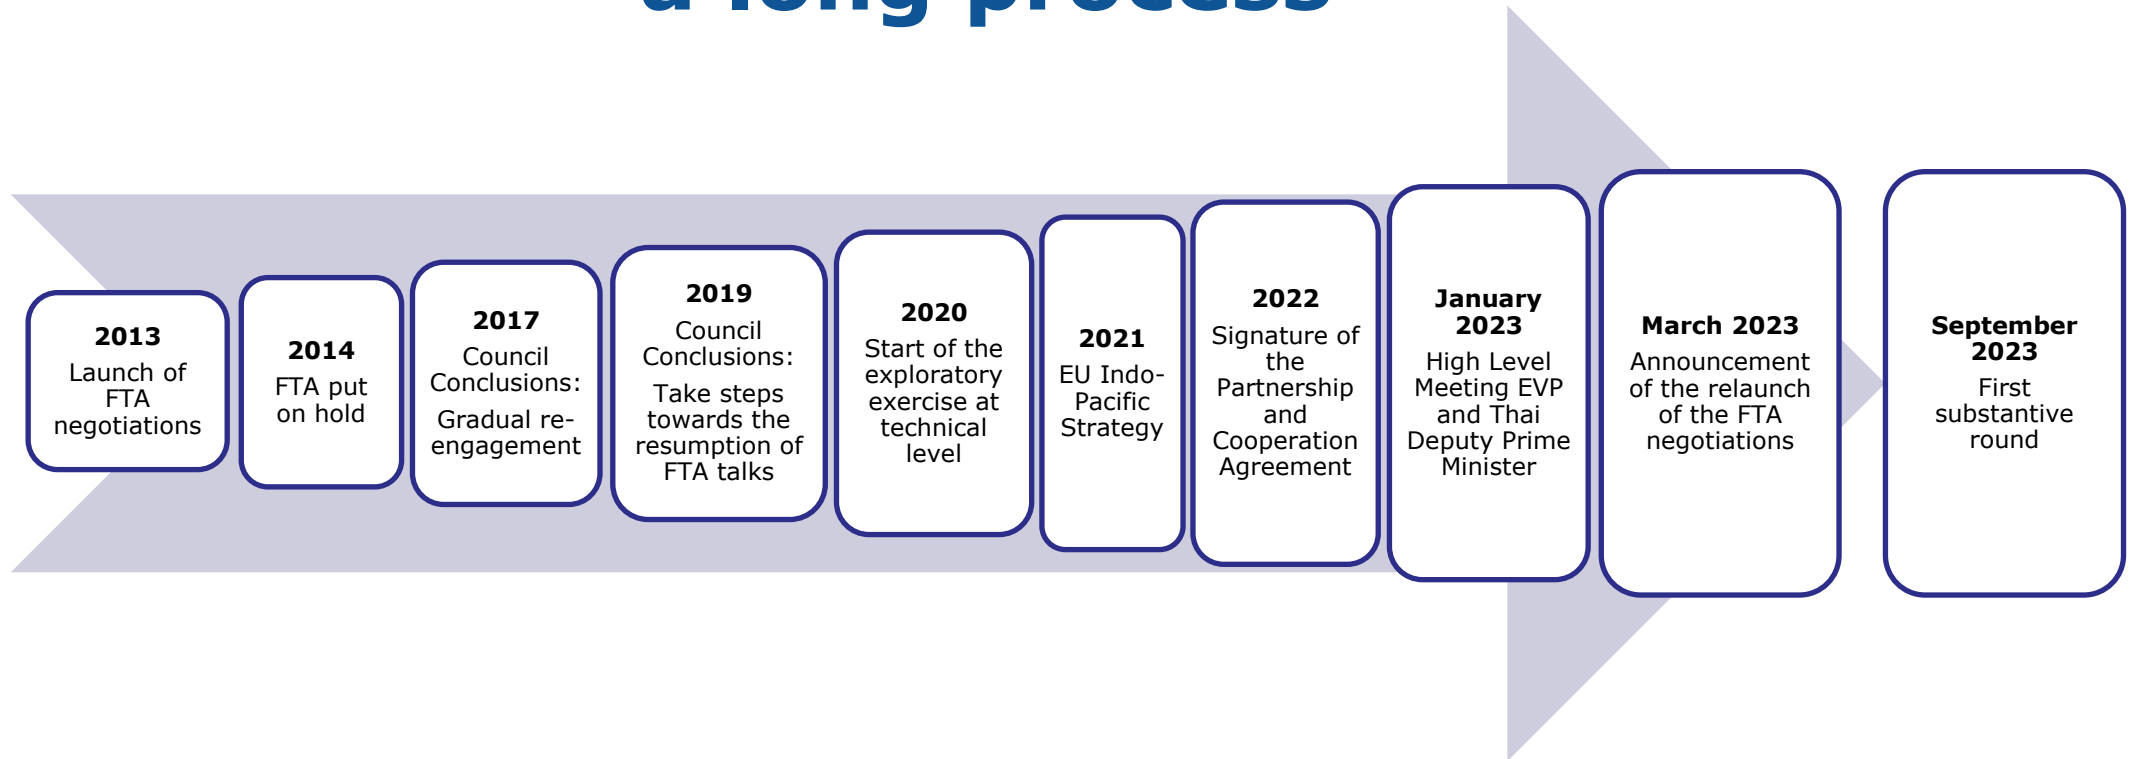 a long process
2013
Launch of
FTA
negotiations
2014
FTA put
on hold
2017
Council
Conclusions:
Gradual re-
engagement
2019
Council
Conclusions:
Take steps
towards the
resumption of
FTA talks
2020
Start of the
exploratory
exercise at
technical
level
2021
EU Indo-
Pacific
Strategy
2022
Signature of
the
Partnership
and
Cooperation
Agreement
January
2023
High Level
Meeting EVP
and Thai
Deputy Prime
Minister
March 2023
Announcement
of the relaunch
of the FTA
negotiations
September
2023
First
substantive
round